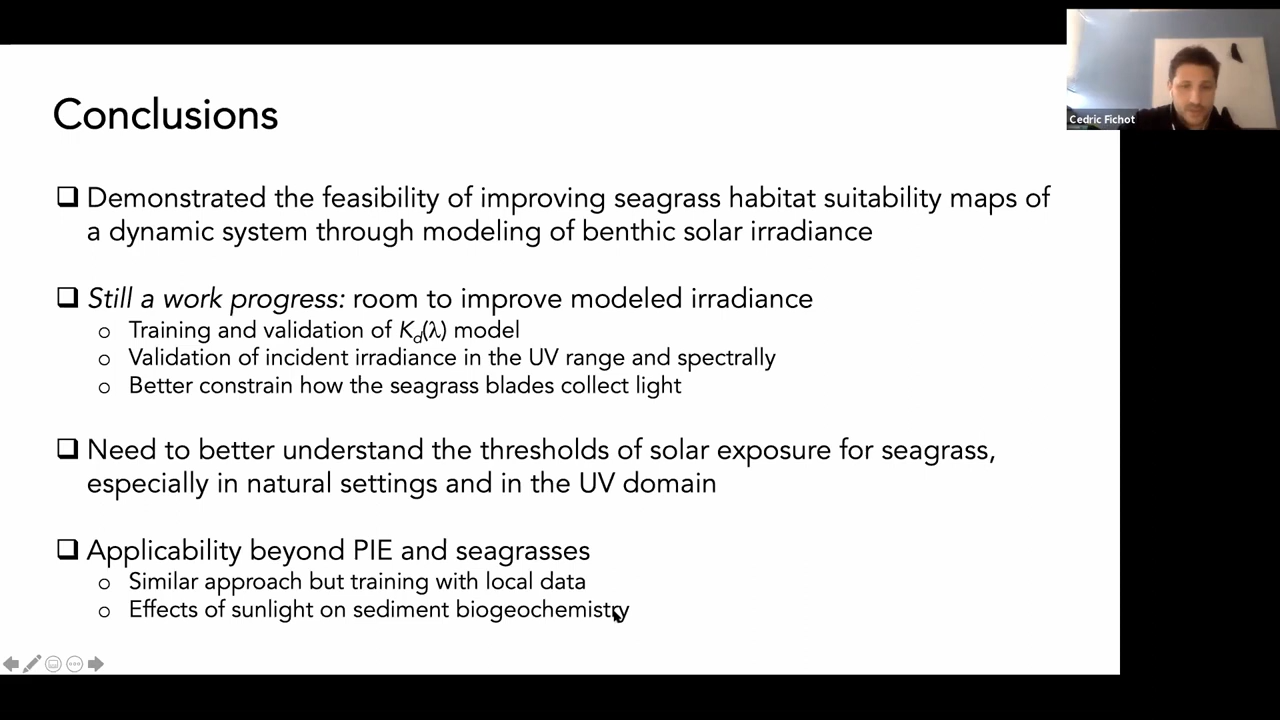 Conclusions
Cedric Fichot
❑ Demonstrated the feasibility of improving seagrass habitat suitability maps of
a dynamic system through modeling of benthic solar irradiance
❑ Still a work progress: room to improve modeled irradiance
o Training and validation of Kd(λ) model
o Validation of incident irradiance in the UV range and spectrally
o Better constrain how the seagrass blades collect light
❑ Need to better understand the thresholds of solar exposure for seagrass,
especially in natural settings and in the UV domain
❑ Applicability beyond PIE and seagrasses
o Similar approach but training with local data
o Effects of sunlight on sediment biogeochemistry